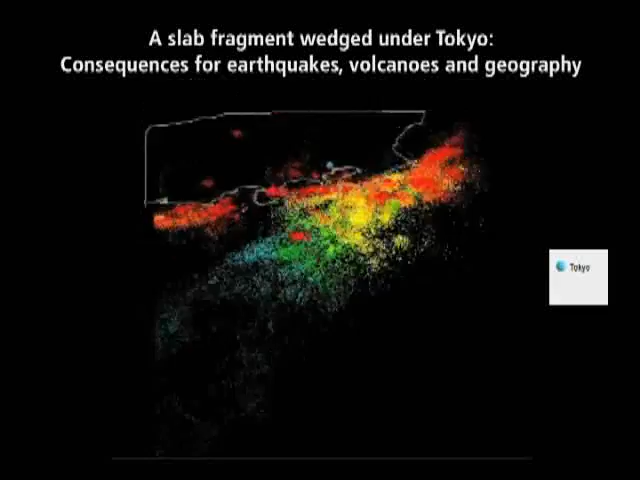 A slab fragment wedged under Tokyo:
Consequences for earthquakes, volcanoes and geography
Tokyo